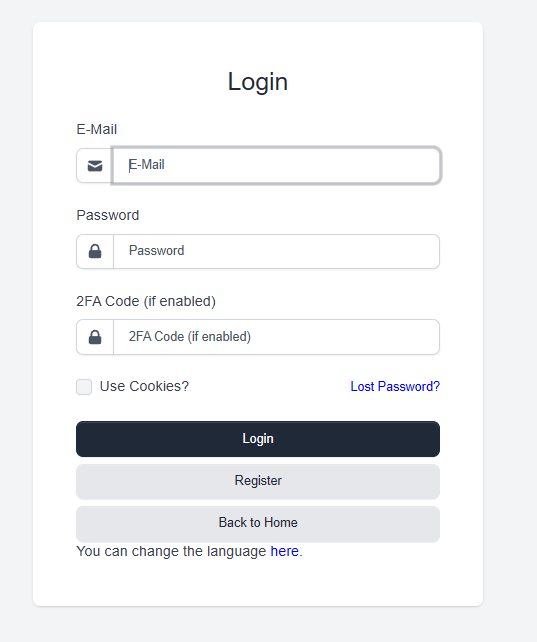 Login
E-Mail
E-Mail
Password
Password
2FA Code (if enabled)
2FA Code (if enabled)
Use Cookies? Lost Password?
Login
Register
Back to Home
You can change the language here.